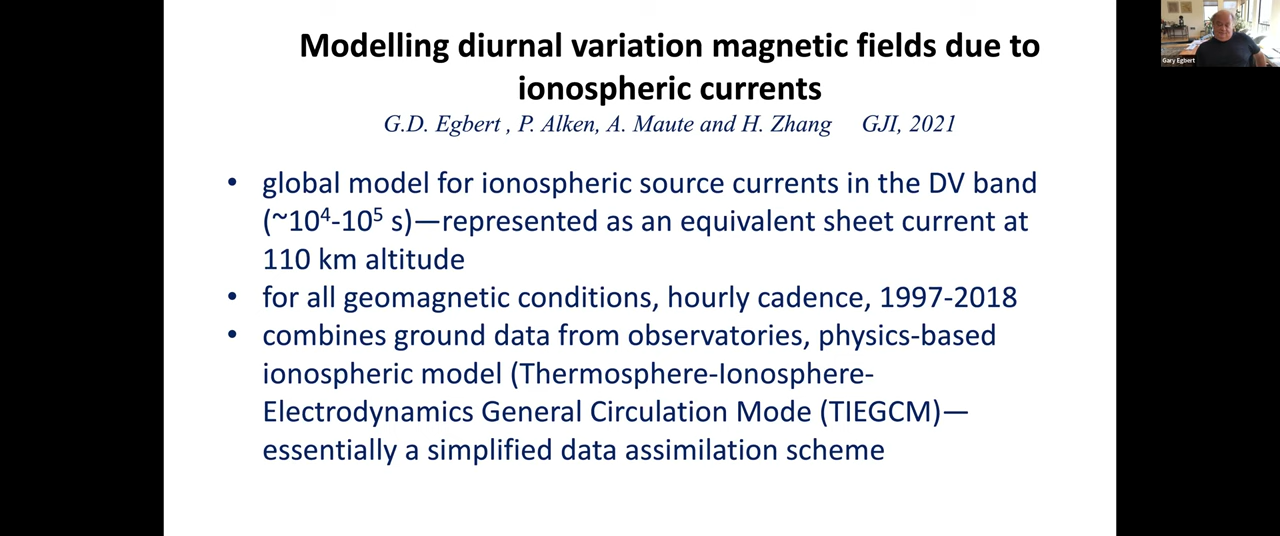 Modelling diurnal variation magnetic fields due to
ionospheric currents
G.D. Egbert , P. Alken, A. Maute and H. Zhang GJI, 2021
• global model for ionospheric source currents in the DV band
(~10⁴-10⁵ s)—represented as an equivalent sheet current at
110 km altitude
• for all geomagnetic conditions, hourly cadence, 1997-2018
• combines ground data from observatories, physics-based
ionospheric model (Thermosphere-Ionosphere-
Electrodynamics General Circulation Mode (TIEGCM)—
essentially a simplified data assimilation scheme
Gary Egbert